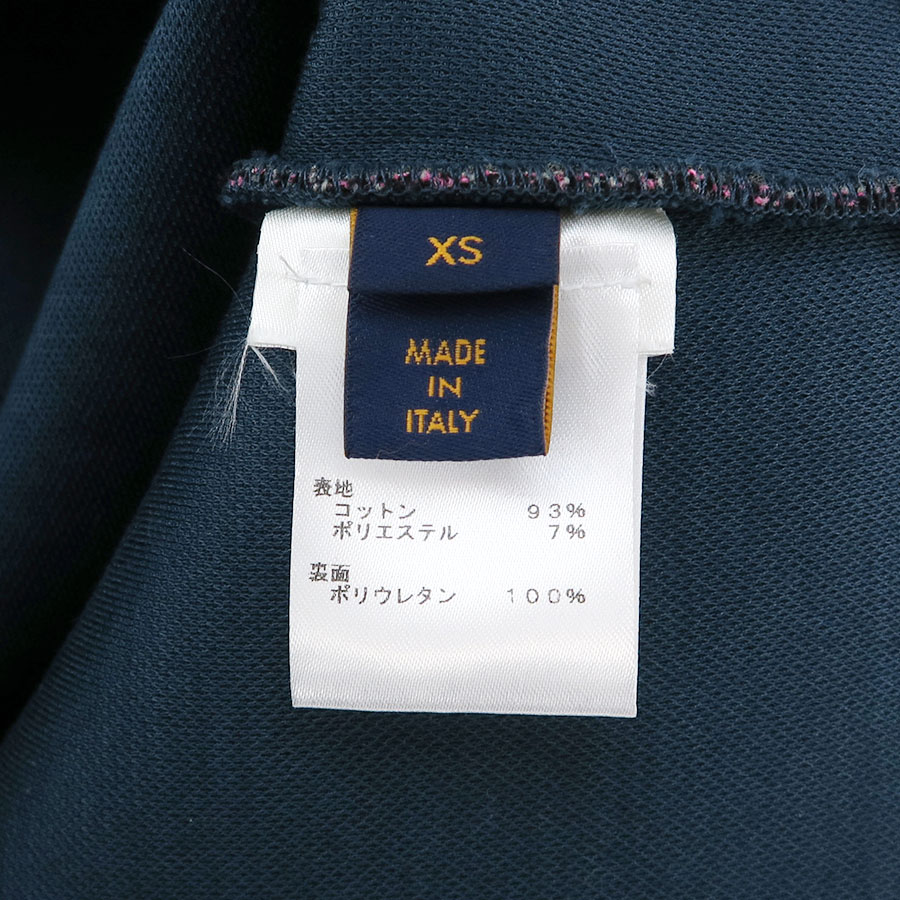 XS
MADE
IN
ITALY
表地
コットン 93%
ポリエステル 7%
裏面
ポリウレタン 100%